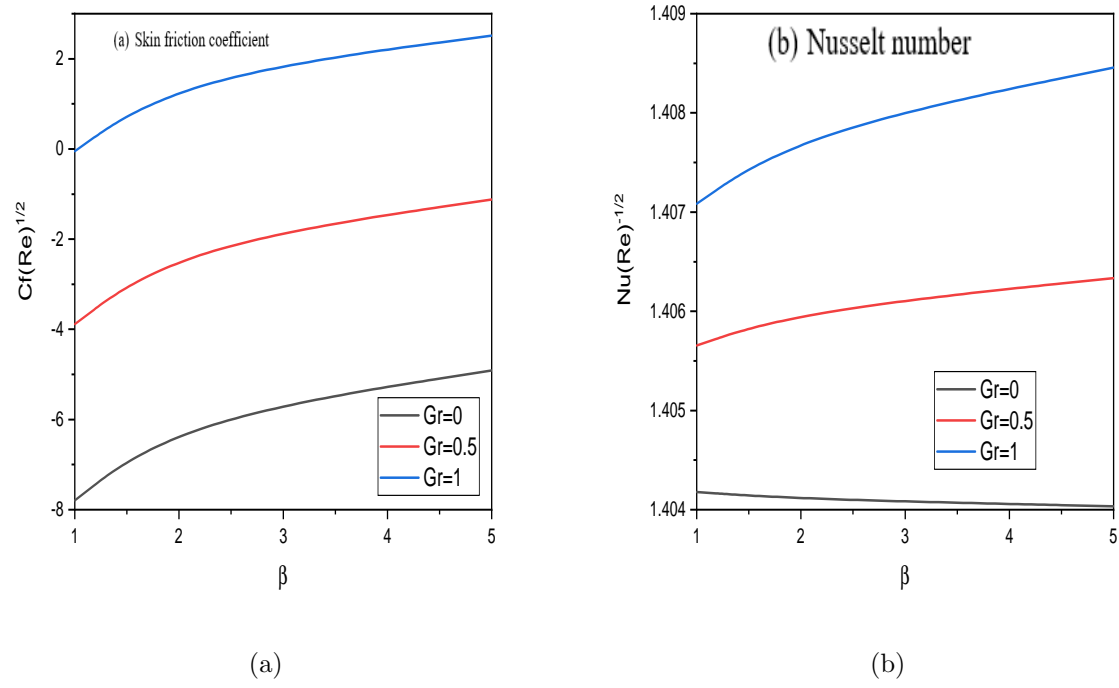 (a) Skin friction coefficient
2
0
-2
-4
-6
-8
Cf(Re)^1/2
1 2 3 4 5
β
Gr=0
Gr=0.5
Gr=1
(a)
(b) Nusselt number
1.409
1.408
1.407
1.406
1.405
1.404
Nu(Re)^-1/2
1 2 3 4 5
β
Gr=0
Gr=0.5
Gr=1
(b)